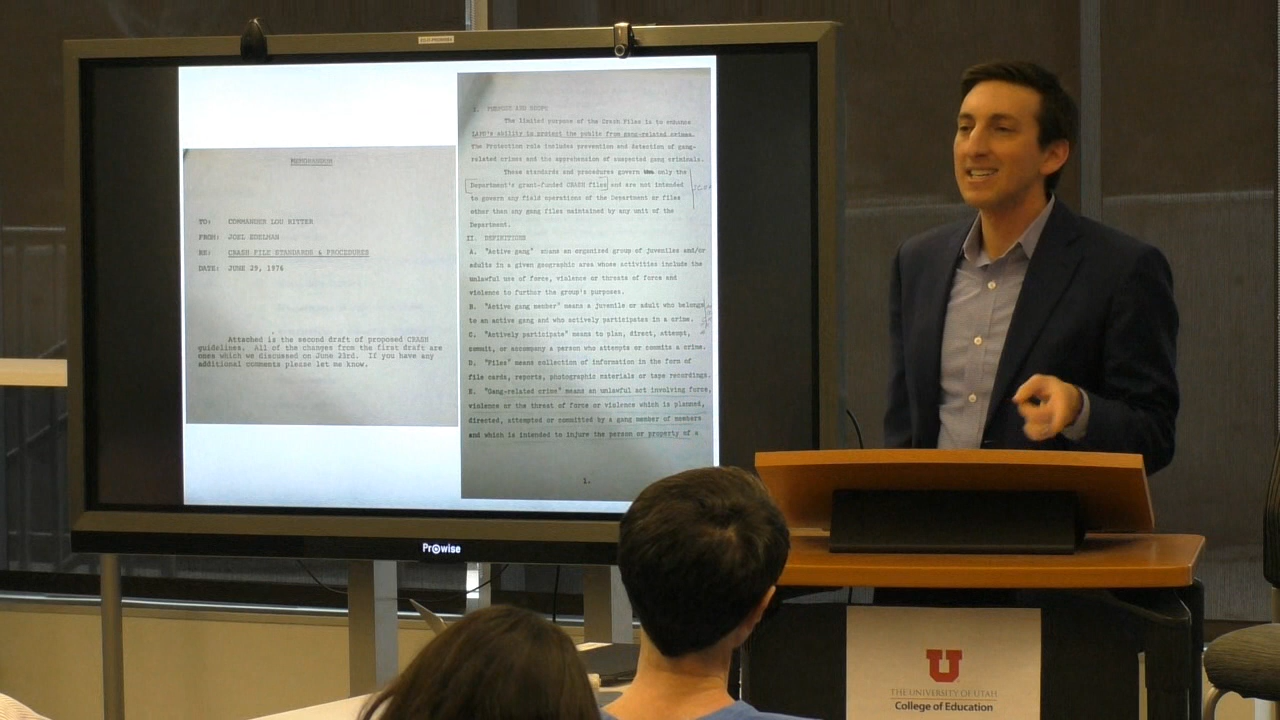 MEMORANDUM
TO: COMMANDER LOU RITTER
FROM: JOEL EDELMAN
RE: CRASH FILE STANDARDS & PROCEDURES
DATE: JUNE 29, 1976
Attached is the second draft of proposed CRASH
guidelines. All of the changes from the first draft are
ones which we discussed on June 23rd. If you have any
additional comments please let me know.
I. PURPOSE AND SCOPE
The limited purpose of the Crash Files is to enhance
LAPD's ability to protect the public from gang-related crimes.
The Protection role includes prevention and detection of gang-
related crimes and the apprehension of suspected gang criminals.
These standards and procedures govern only the
Department's grant-funded CRASH files and are not intended
to govern any field operations of the Department or files
other than any gang files maintained by any unit of the
Department.
II. DEFINITIONS
A. "Active gang" means an organized group of juveniles and/or
adults in a given geographic area whose activities include the
unlawful use of force, violence or threats of force and
violence to further the group's purposes.
B. "Active gang member" means a juvenile or adult who belongs
to an active gang and who actively participates in a crime.
C. "Actively participate" means to plan, direct, attempt,
commit, or accompany a person who attempts or commits a crime.
D. "Files" means collection of information in the form of
file cards, reports, photographic materials or tape recordings.
E. "Gang-related crime" means an unlawful act involving force,
violence or the threat of force or violence which is planned,
directed, attempted or committed by a gang member of members
and which is intended to injure the person or property of a
1.
Prowise
U
THE UNIVERSITY OF UTAH
College of Education